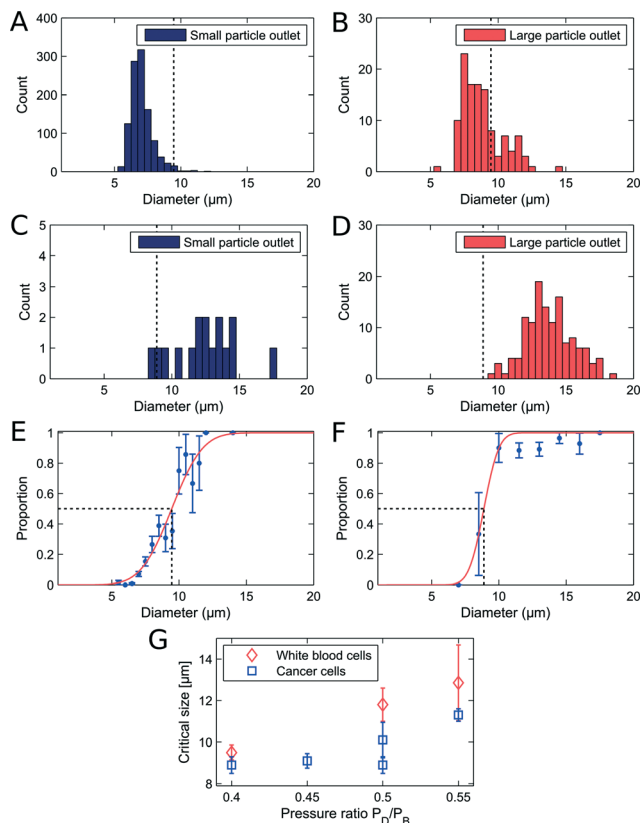 A
400
300
200
100
0
Count
Small particle outlet
5
10
15
20
Diameter (μm)
B
30
20
10
0
Count
Large particle outlet
5
10
15
20
Diameter (μm)
C
5
4
3
2
1
0
Count
Small particle outlet
5
10
15
20
Diameter (μm)
D
30
20
10
0
Count
Large particle outlet
5
10
15
20
Diameter (μm)
E
1
0.8
0.6
0.4
0.2
0
Proportion
5
10
15
20
Diameter (μm)
F
1
0.8
0.6
0.4
0.2
0
Proportion
5
10
15
20
Diameter (μm)
G
14
12
10
8
Critical size [μm]
White blood cells
Cancer cells
0.4
0.45
0.5
0.55
Pressure ratio P_D/P_B